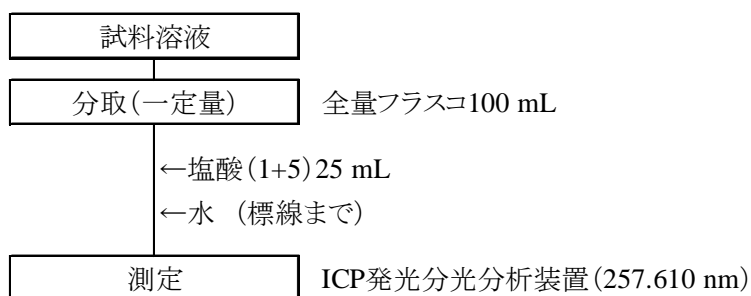 試料溶液
分取(一定量) 全量フラスコ100 mL
←塩酸(1+5)25 mL
←水 (標線まで)
測定 ICP発光分光分析装置(257.610 nm)